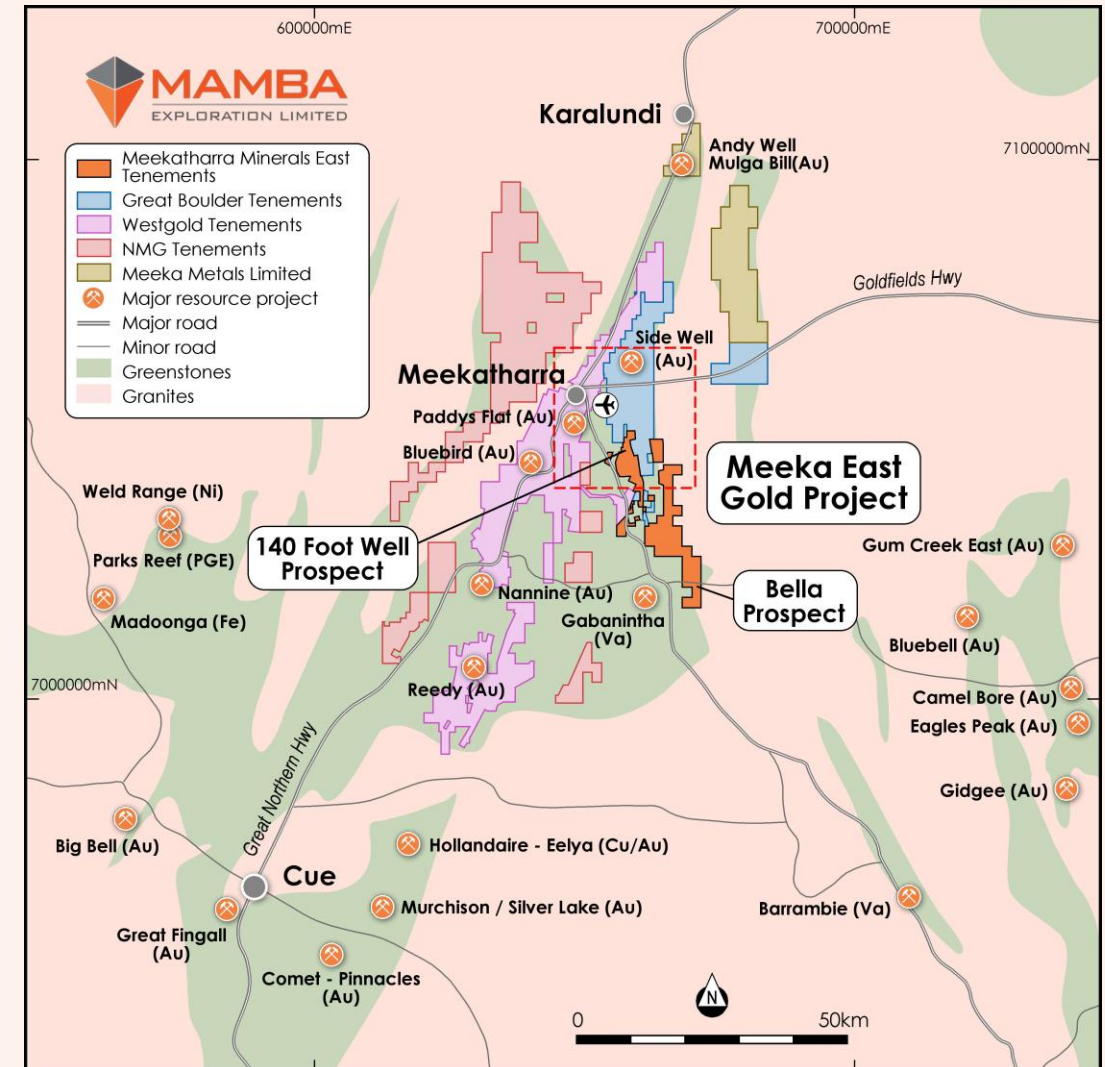 600000mE
700000mE
MAMBA
EXPLORATION LIMITED
Karalundi
Andy Well
Mulga Bill(Au)
7100000mN
Meekatharra Minerals East
Tenements
Great Boulder Tenements
Westgold Tenements
NMG Tenements
Meeka Metals Limited
Major resource project
Major road
Minor road
Greenstones
Granites
Goldfields Hwy
Side Well
(Au)
Meekatharra
Paddys Flat (Au)
Bluebird (Au)
Meeka East
Gold Project
Weld Range (Ni)
Parks Reef (PGE)
140 Foot Well
Prospect
Gum Creek East (Au)
Madoonga (Fe)
Nannine (Au)
Gabanintha
(Va)
Bella
Prospect
Bluebell (Au)
7000000mN
Reedy (Au)
Camel Bore (Au)
Eagles Peak (Au)
Great Northern Hwy
Gidgee (Au)
Big Bell (Au)
Hollandaire - Eelya (Cu/Au)
Cue
Murchison / Silver Lake (Au)
Barrambie (Va)
Great Fingall
(Au)
Comet - Pinnacles
(Au)
N
0
50km